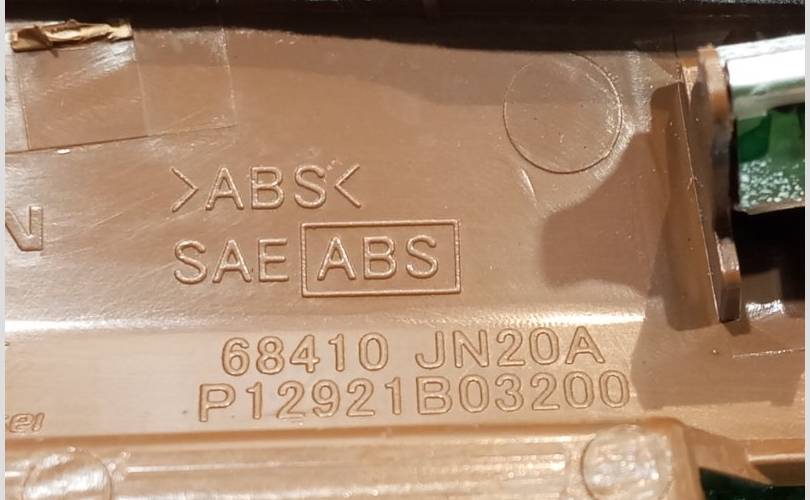 >ABS<
N
SAE ABS
68410 JN20A
P12921B03200